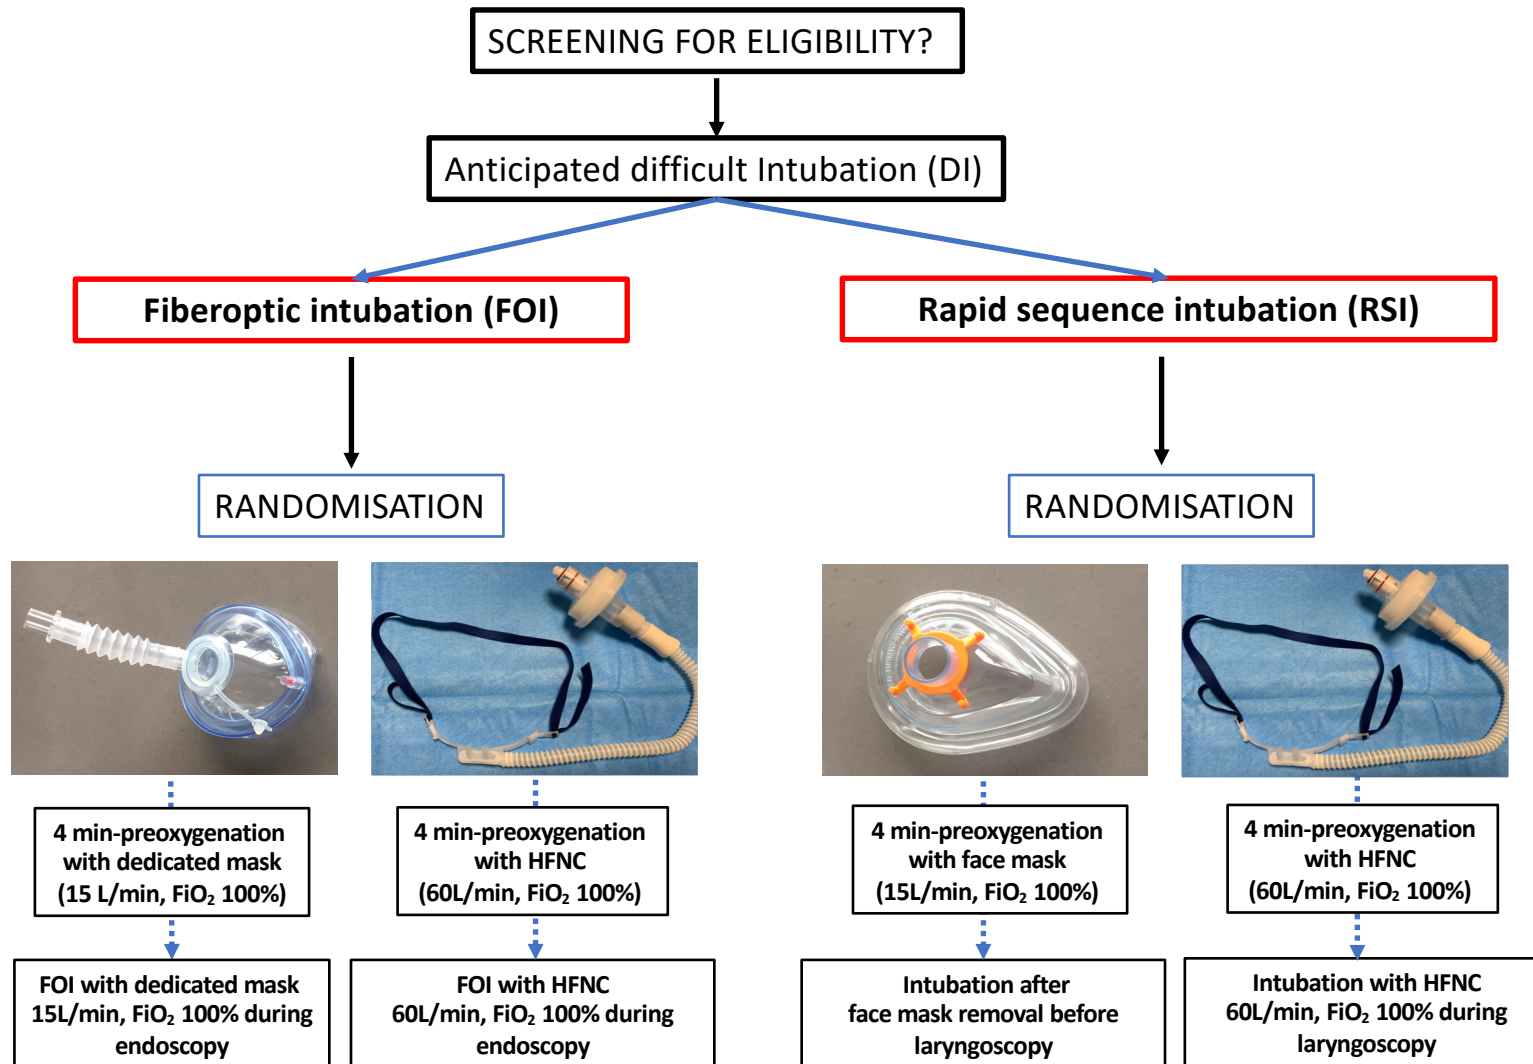 SCREENING FOR ELIGIBILITY?
Anticipated difficult Intubation (DI)
Fiberoptic intubation (FOI)
Rapid sequence intubation (RSI)
RANDOMISATION
RANDOMISATION
4 min-preoxygenation
with dedicated mask
(15 L/min, FiO₂ 100%)
4 min-preoxygenation
with HFNC
(60L/min, FiO₂ 100%)
4 min-preoxygenation
with face mask
(15L/min, FiO₂ 100%)
4 min-preoxygenation
with HFNC
(60L/min, FiO₂ 100%)
FOI with dedicated mask
15L/min, FiO₂ 100% during
endoscopy
FOI with HFNC
60L/min, FiO₂ 100% during
endoscopy
Intubation after
face mask removal before
laryngoscopy
Intubation with HFNC
60L/min, FiO₂ 100% during
laryngoscopy